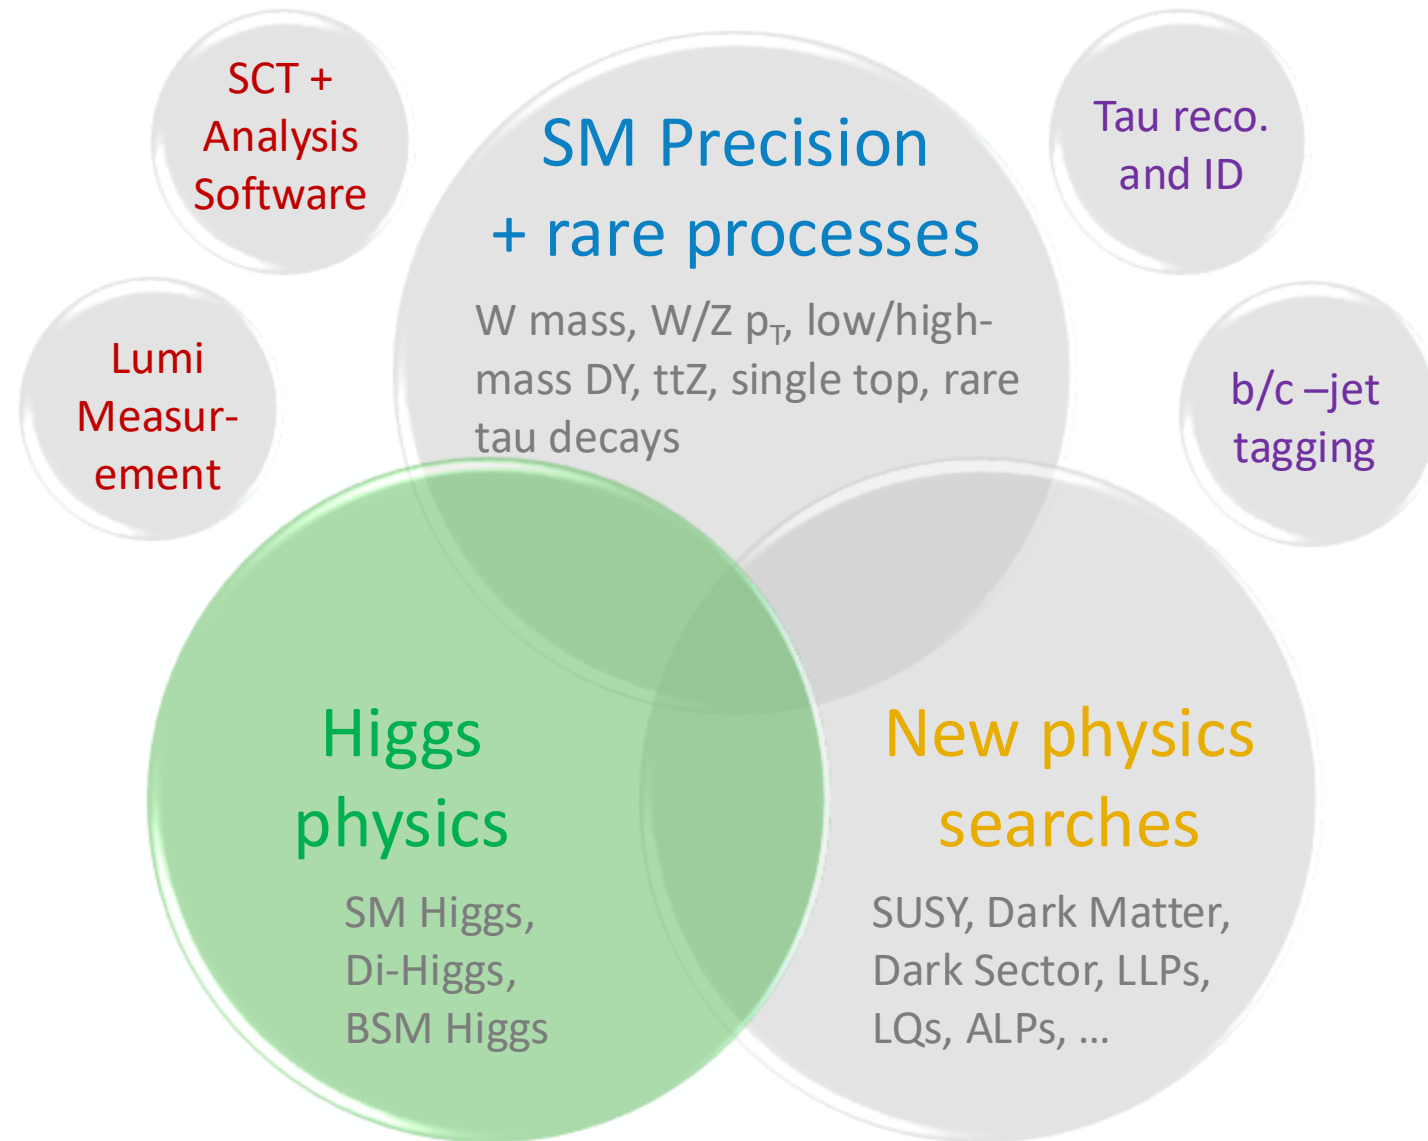 SCT +
Analysis
Software
Lumi
Measur-
ement
SM Precision
+ rare processes
W mass, W/Z pT, low/high-
mass DY, ttZ, single top, rare
tau decays
Tau reco.
and ID
b/c –jet
tagging
Higgs
physics
SM Higgs,
Di-Higgs,
BSM Higgs
New physics
searches
SUSY, Dark Matter,
Dark Sector, LLPs,
LQs, ALPs, ...